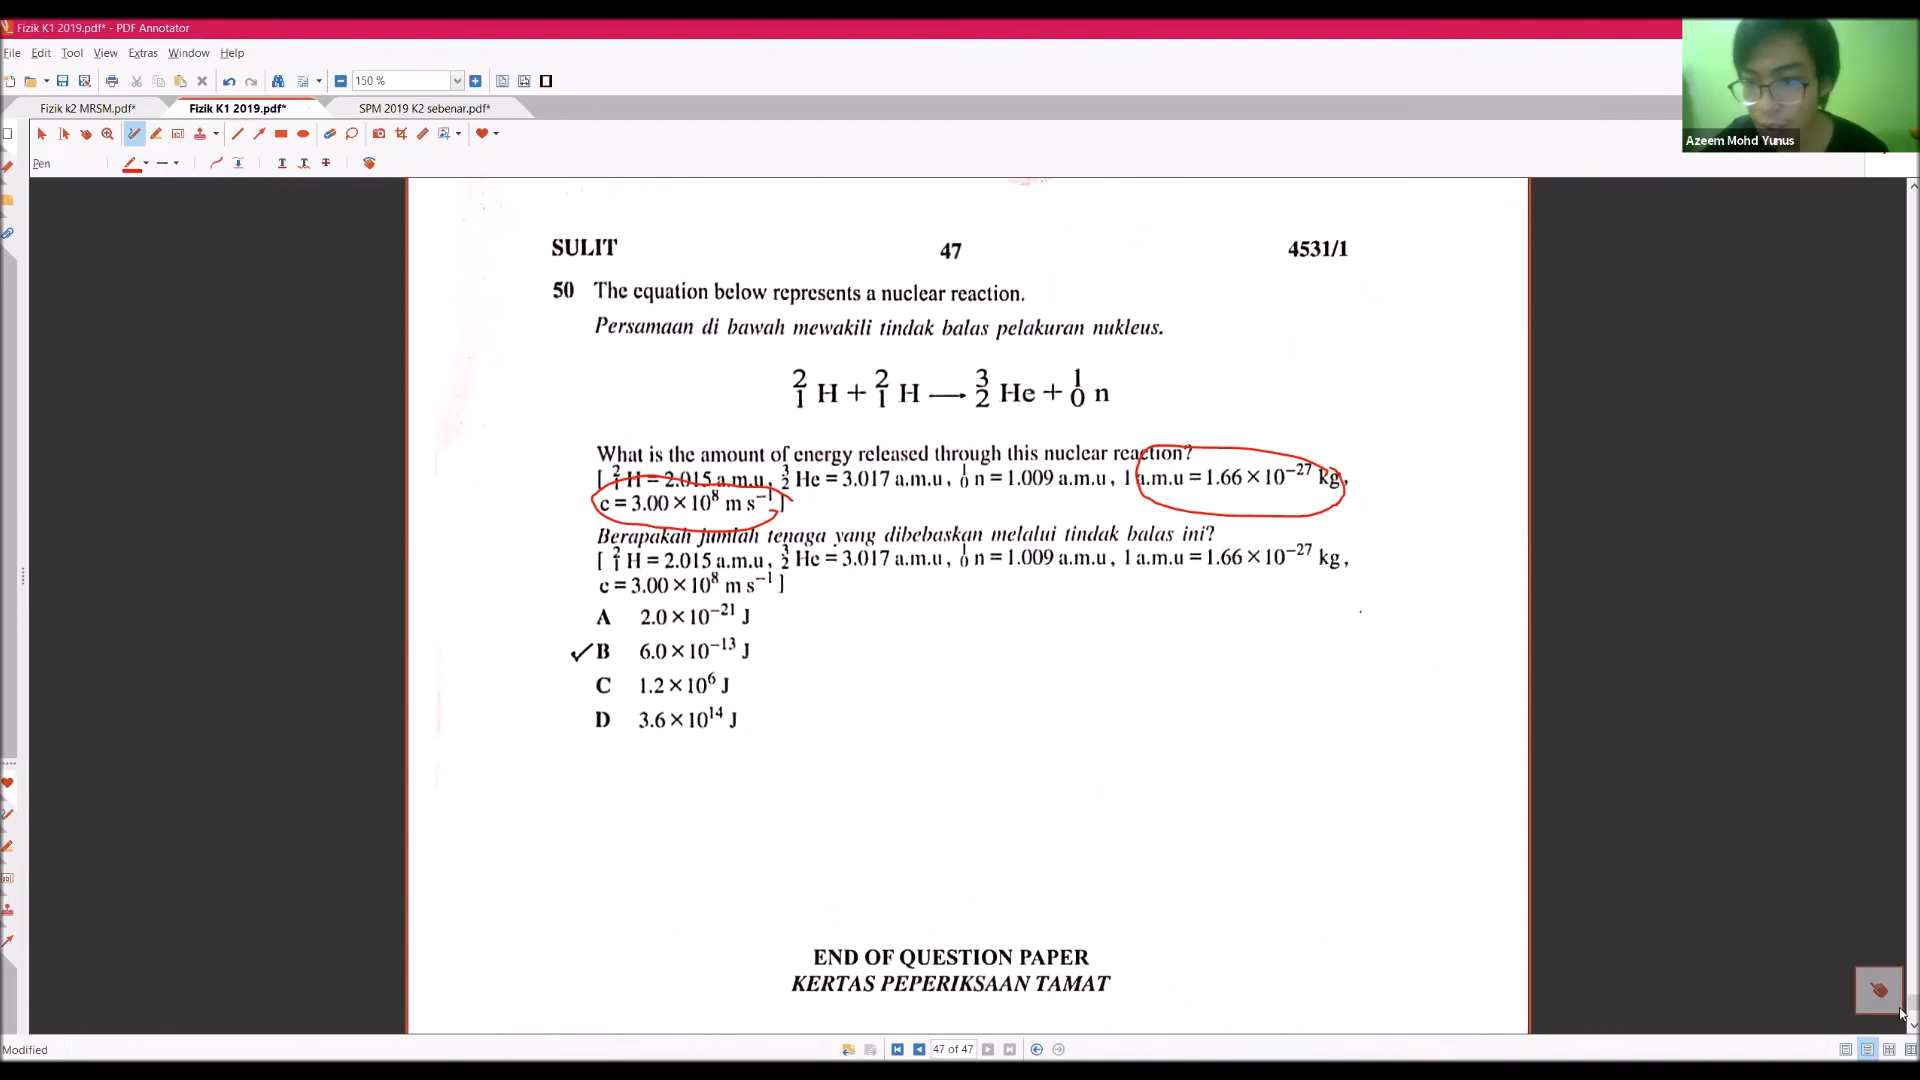 Fizik K1 2019.pdf* - PDF Annotator
File Edit Tool View Extras Window Help
150 %
Fizik k2 MRSM.pdf* Fizik K1 2019.pdf* SPM 2019 K2 sebenar.pdf*
Azeem Mohd Yunus
Pen
SULIT 47 4531/1
50 The equation below represents a nuclear reaction.
Persamaan di bawah mewakili tindak balas pelakuran nukleus.
²₁H + ²₁H → ³₂He + ¹₀n
What is the amount of energy released through this nuclear reaction?
[ ²₁H = 2.015 a.m.u, ³₂He = 3.017 a.m.u, ¹₀n = 1.009 a.m.u, 1 a.m.u = 1.66 × 10⁻²⁷ kg,
c = 3.00 × 10⁸ m s⁻¹ ]
Berapakah jumlah tenaga yang dibebaskan melalui tindak balas ini?
[ ²₁H = 2.015 a.m.u, ³₂He = 3.017 a.m.u, ¹₀n = 1.009 a.m.u, 1 a.m.u = 1.66 × 10⁻²⁷ kg,
c = 3.00 × 10⁸ m s⁻¹ ]
A 2.0 × 10⁻²¹ J
✓ B 6.0 × 10⁻¹³ J
C 1.2 × 10⁶ J
D 3.6 × 10¹⁴ J
END OF QUESTION PAPER
KERTAS PEPERIKSAAN TAMAT
Modified 47 of 47